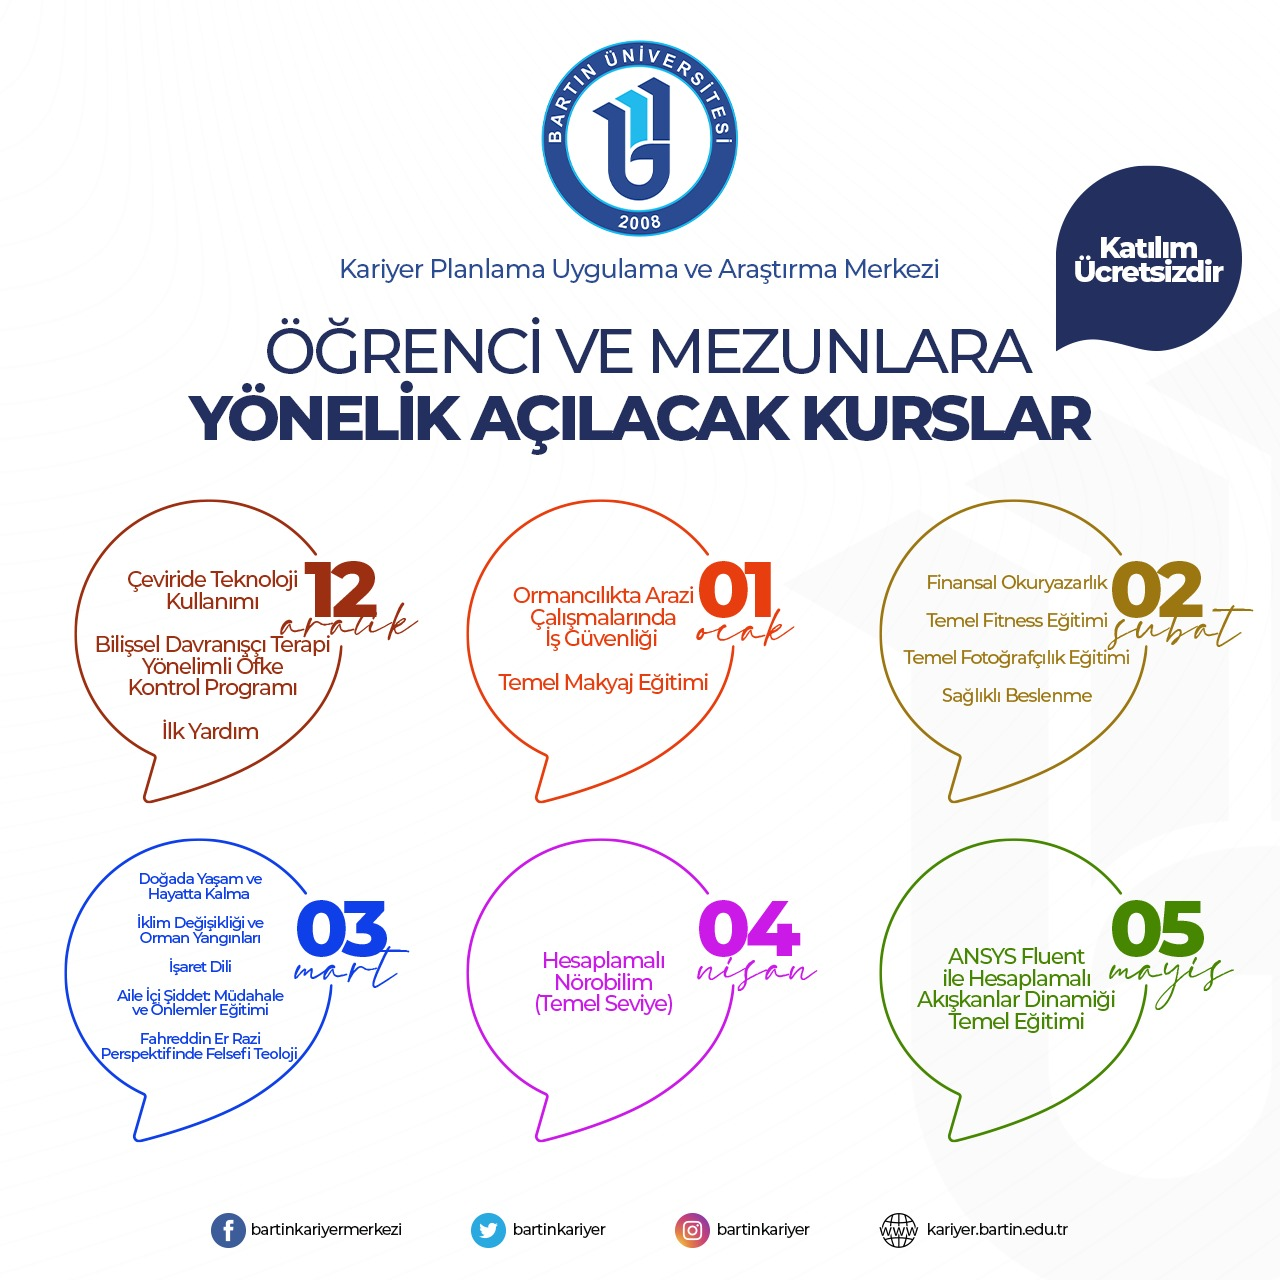 BARTIN ÜNİVERSİTESİ
2008
Kariyer Planlama Uygulama ve Araştırma Merkezi
Katılım
Ücretsizdir
ÖĞRENCİ VE MEZUNLARA
YÖNELİK AÇILACAK KURSLAR
12
aralik
Çeviride Teknoloji
Kullanımı
Bilişsel Davranışçı Terapi
Yönelimli Öfke
Kontrol Programı
İlk Yardım
01
ocak
Ormancılıkta Arazi
Çalışmalarında
İş Güvenliği
Temel Makyaj Eğitimi
02
subat
Finansal Okuryazarlık
Temel Fitness Eğitimi
Temel Fotoğrafçılık Eğitimi
Sağlıklı Beslenme
03
mart
Doğada Yaşam ve
Hayatta Kalma
İklim Değişikliği ve
Orman Yangınları
İşaret Dili
Aile İçi Şiddet: Müdahale
ve Önlemler Eğitimi
Fahreddin Er Razi
Perspektifinde Felsefi Teoloji
04
nisan
Hesaplamalı
Nörobilim
(Temel Seviye)
05
mayis
ANSYS Fluent
ile Hesaplamalı
Akışkanlar Dinamiği
Temel Eğitimi
bartinkariyermerkezi
bartinkariyer
bartinkariyer
WWW
kariyer.bartin.edu.tr